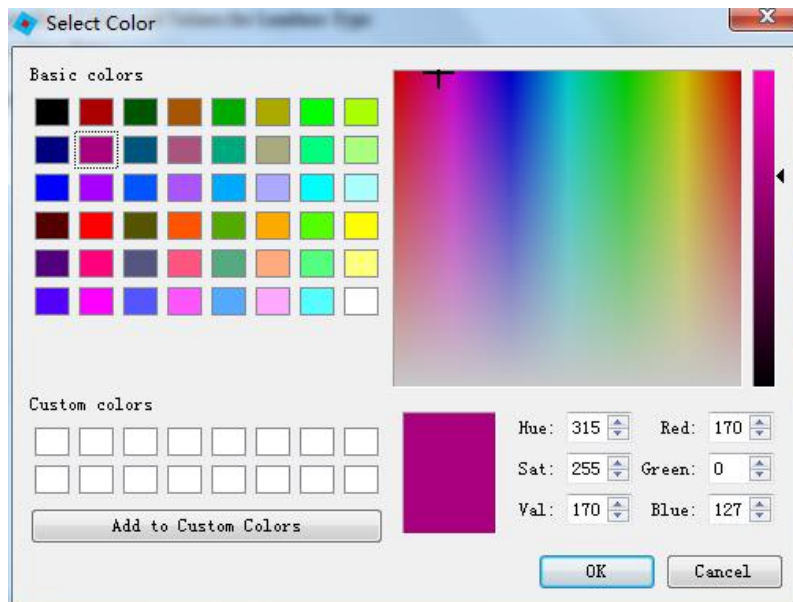 Select Color
Basic colors
Custom colors
Add to Custom Colors
Hue: 315 Red: 170
Sat: 255 Green: 0
Val: 170 Blue: 127
OK Cancel